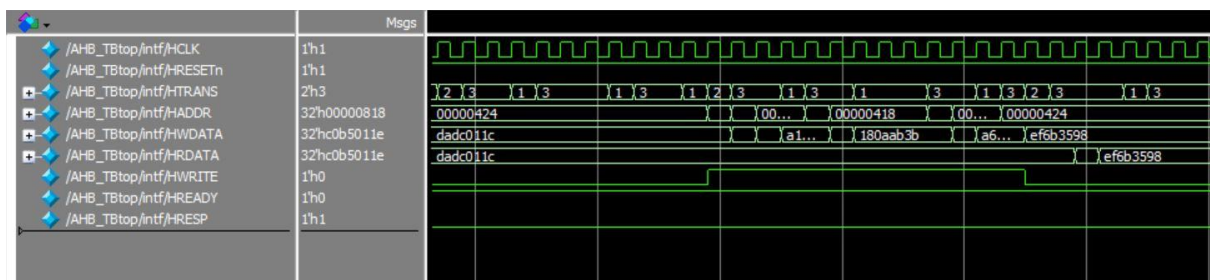 Msgs
/AHB_TBtop/intf/HCLK 1'h1
/AHB_TBtop/intf/HRESETn 1'h1
/AHB_TBtop/intf/HTRANS 2'h3 2 3 1 3 1 3 1 2 3 1 3 1 3 1 3 2 3 1 3
/AHB_TBtop/intf/HADDR 32'h00000818 00000424 00... 00000418 00... 00000424
/AHB_TBtop/intf/HWDATA 32'hc0b5011e dadc011c a1... 180aab3b a6... ef6b3598
/AHB_TBtop/intf/HRDATA 32'hc0b5011e dadc011c ef6b3598
/AHB_TBtop/intf/HWRITE 1'h0
/AHB_TBtop/intf/HREADY 1'h0
/AHB_TBtop/intf/HRESP 1'h1